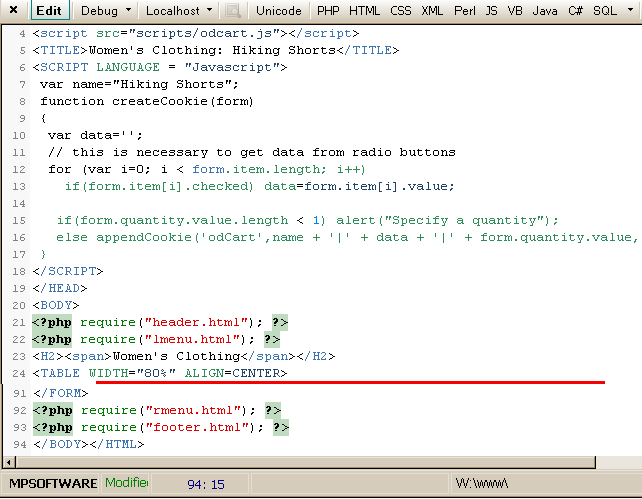 × Edit Debug Localhost Unicode PHP HTML CSS XML Perl JS VB Java C# SQL
4 <script src="scripts/odcart.js"></script>
5 <TITLE>Women's Clothing: Hiking Shorts</TITLE>
6 <SCRIPT LANGUAGE = "Javascript">
7 var name="Hiking Shorts";
8 function createCookie(form)
9 {
10 var data='';
11 // this is necessary to get data from radio buttons
12 for (var i=0; i < form.item.length; i++)
13 if(form.item[i].checked) data=form.item[i].value;
14
15 if(form.quantity.value.length < 1) alert("Specify a quantity");
16 else appendCookie('odCart',name + '|' + data + '|' + form.quantity.value,
17 }
18 </SCRIPT>
19 </HEAD>
20 <BODY>
21 <?php require("header.html"); ?>
22 <?php require("lmenu.html"); ?>
23 <H2><span>Women's Clothing</span></H2>
24 <TABLE WIDTH="80%" ALIGN=CENTER>
91 </FORM>
92 <?php require("rmenu.html"); ?>
93 <?php require("footer.html"); ?>
94 </BODY></HTML>
MPSOFTWARE Modifie 94: 15 W:\www\